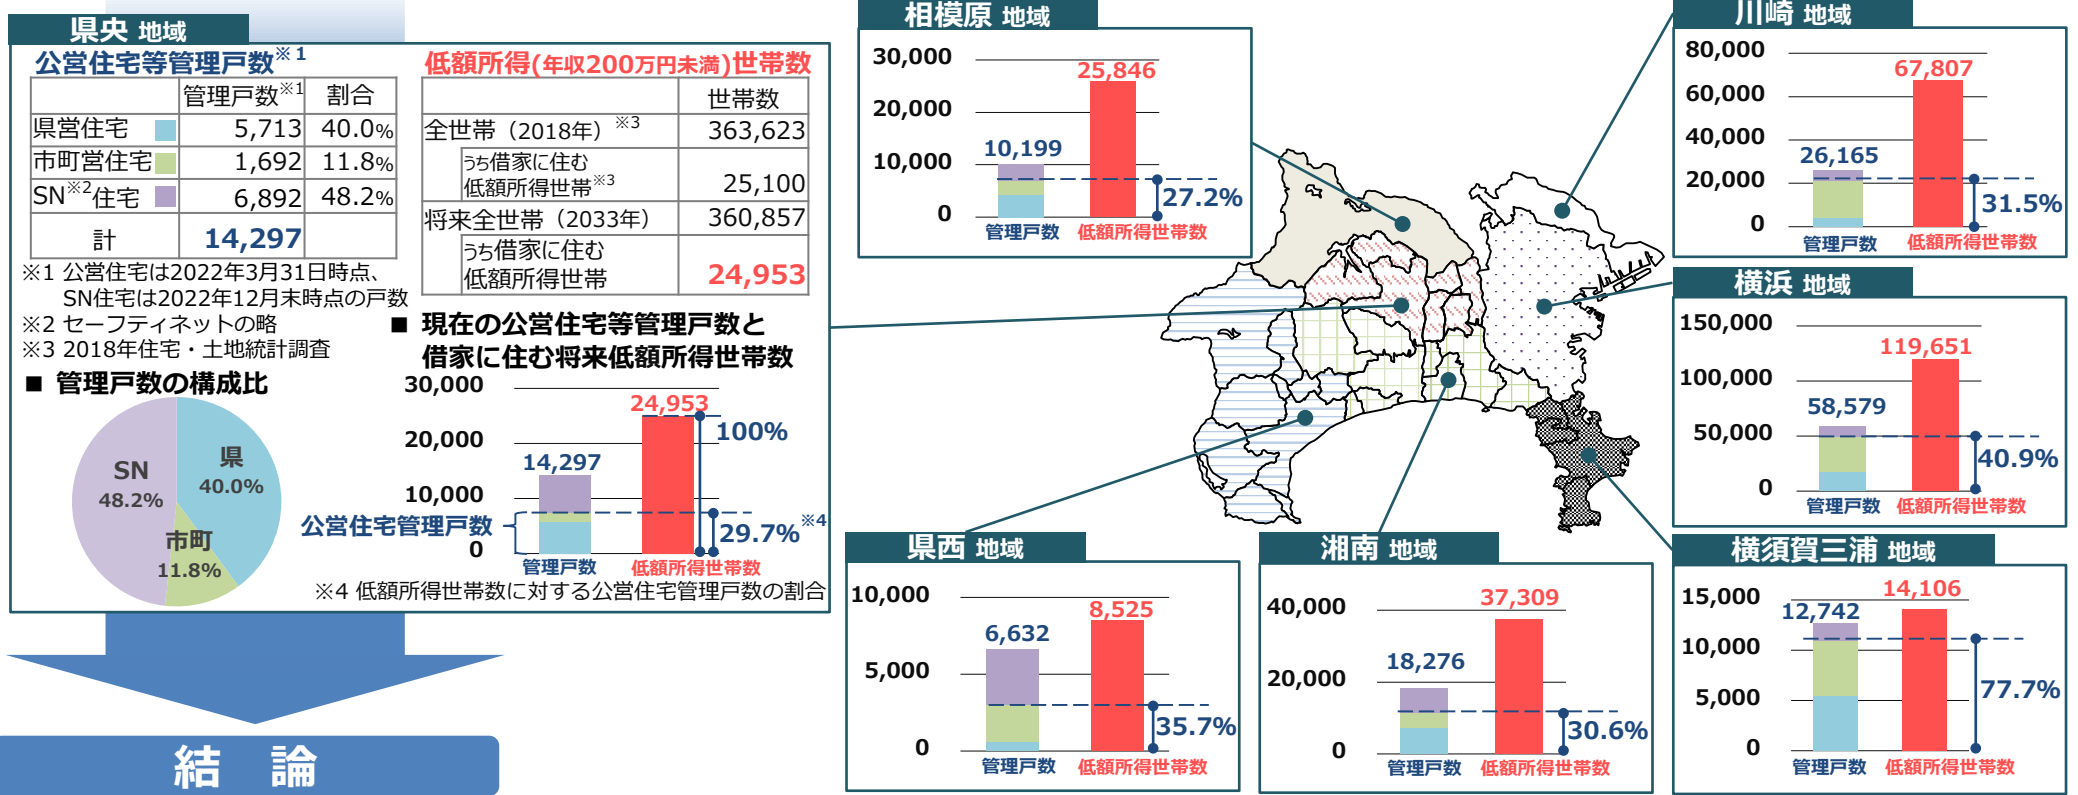 県央 地域
公営住宅等管理戸数※1
管理戸数※1 割合
県営住宅 5,713 40.0%
市町営住宅 1,692 11.8%
SN※2住宅 6,892 48.2%
計 14,297
※1 公営住宅は2022年3月31日時点、
SN住宅は2022年12月末時点の戸数
※2 セーフティネットの略
※3 2018年住宅・土地統計調査
低額所得(年収200万円未満)世帯数
世帯数
全世帯（2018年）※3 363,623
うち借家に住む
低額所得世帯※3 25,100
将来全世帯（2033年） 360,857
うち借家に住む
低額所得世帯 24,953
■ 管理戸数の構成比
SN
48.2%
県
40.0%
市町
11.8%
■ 現在の公営住宅等管理戸数と
借家に住む将来低額所得世帯数
30,000
20,000
10,000
0
24,953
14,297
100%
公営住宅管理戸数
29.7%※4
管理戸数 低額所得世帯数
※4 低額所得世帯数に対する公営住宅管理戸数の割合
結 論
相模原 地域
30,000
20,000
10,000
0
25,846
10,199
27.2%
管理戸数 低額所得世帯数
川崎 地域
80,000
60,000
40,000
20,000
0
67,807
26,165
31.5%
管理戸数 低額所得世帯数
横浜 地域
150,000
100,000
50,000
0
119,651
58,579
40.9%
管理戸数 低額所得世帯数
県西 地域
10,000
5,000
0
8,525
6,632
35.7%
管理戸数 低額所得世帯数
湘南 地域
40,000
20,000
0
37,309
18,276
30.6%
管理戸数 低額所得世帯数
横須賀三浦 地域
15,000
10,000
5,000
0
14,106
12,742
77.7%
管理戸数 低額所得世帯数